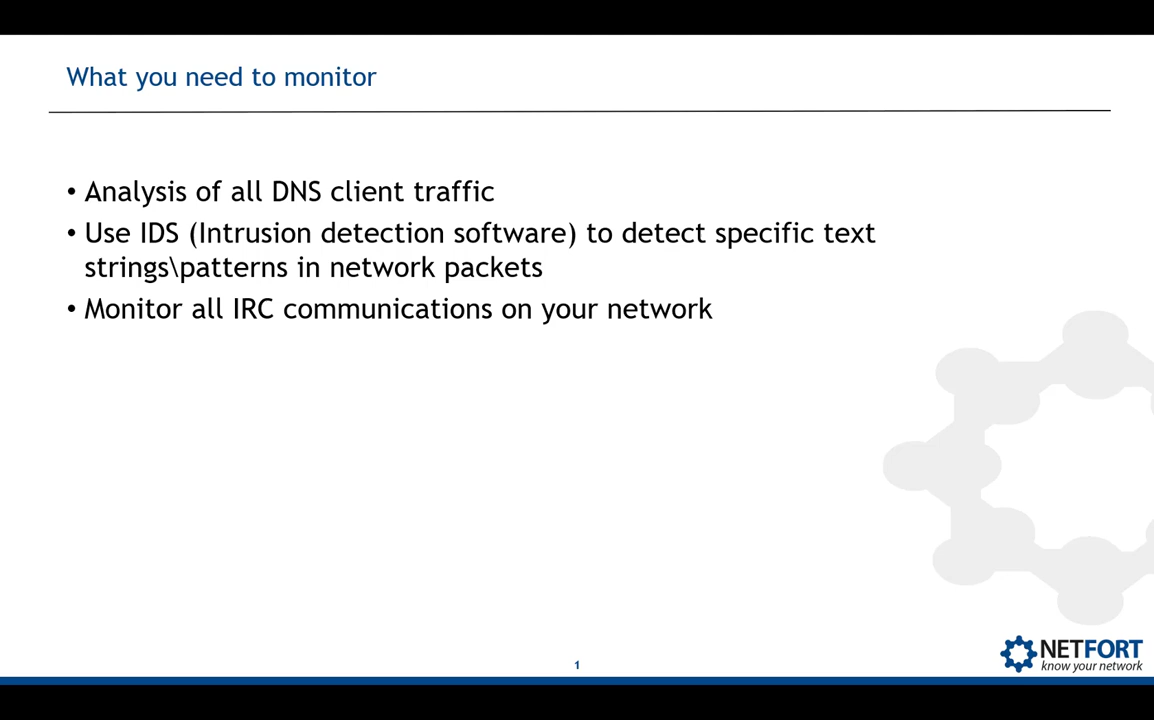 What you need to monitor
• Analysis of all DNS client traffic
• Use IDS (Intrusion detection software) to detect specific text
strings\patterns in network packets
• Monitor all IRC communications on your network
1
NETFORT
know your network